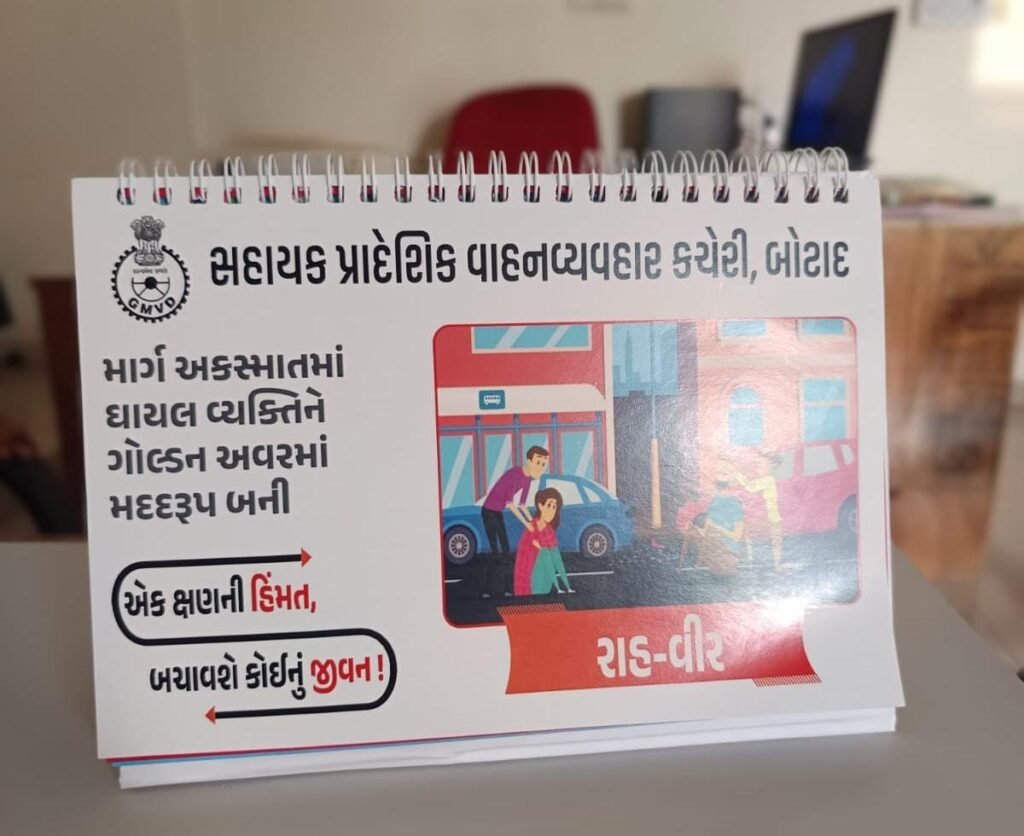 સહાયક પ્રાદેશિક વાહનવ્યવહાર કચેરી, બોટાદ
GMVD
માર્ગ અકસ્માતમાં
ઘાયલ વ્યક્તિને
ગોલ્ડન અવરમાં
મદદરૂપ બની
એક ક્ષણની હિંમત,
બચાવશે કોઈનું જીવન !
રાહ-વીર